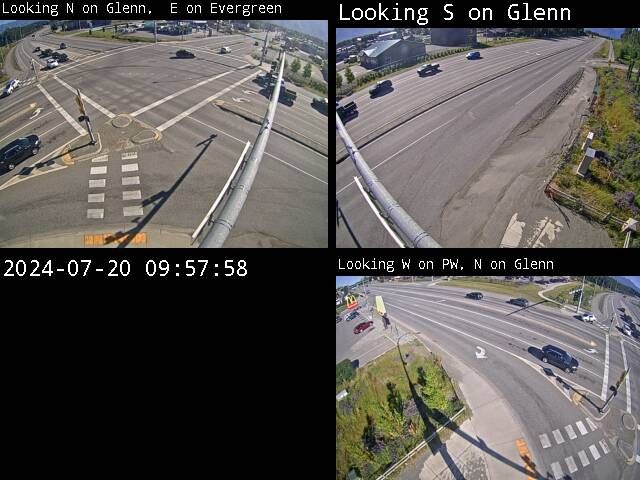 Looking N on Glenn,  E on Evergreen
Looking S on Glenn
2024-07-20 09:57:58
Looking W on PW, N on Glenn